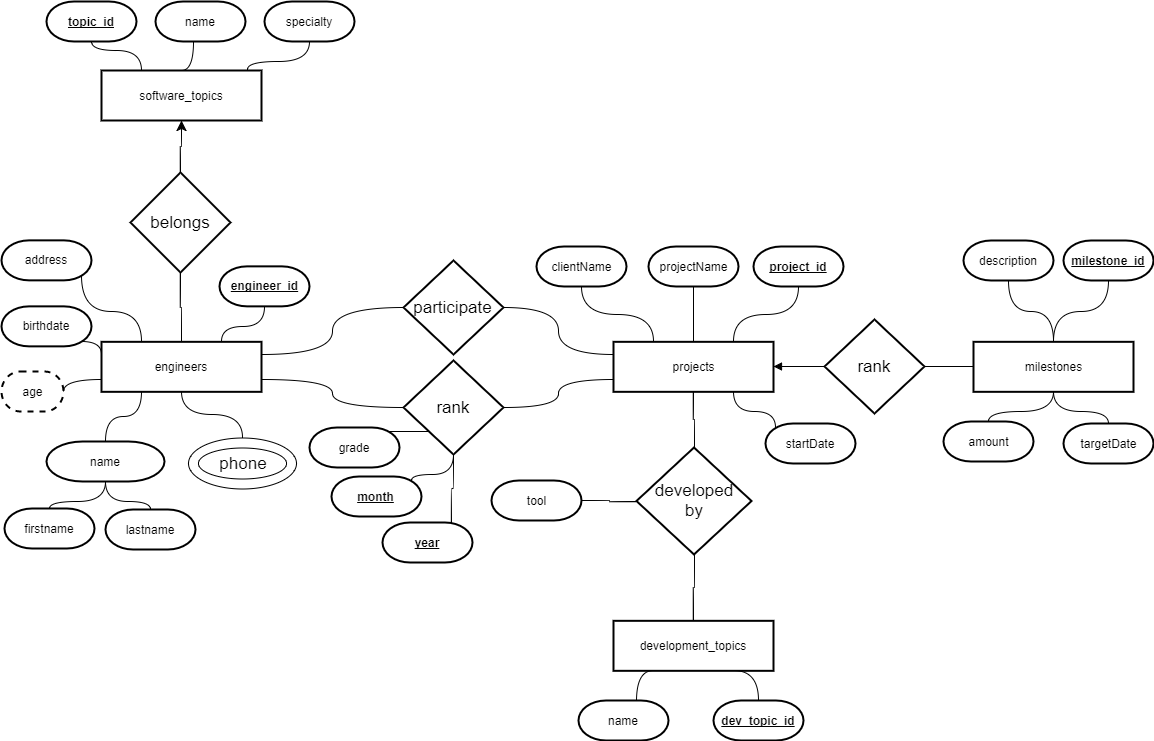 topic_id
name
specialty
software_topics
belongs
address
engineer_id
birthdate
engineers
age
name
phone
firstname
lastname
participate
rank
grade
month
year
clientName
projectName
project_id
projects
startDate
rank
description
milestone_id
milestones
amount
targetDate
tool
developed
by
development_topics
name
dev_topic_id